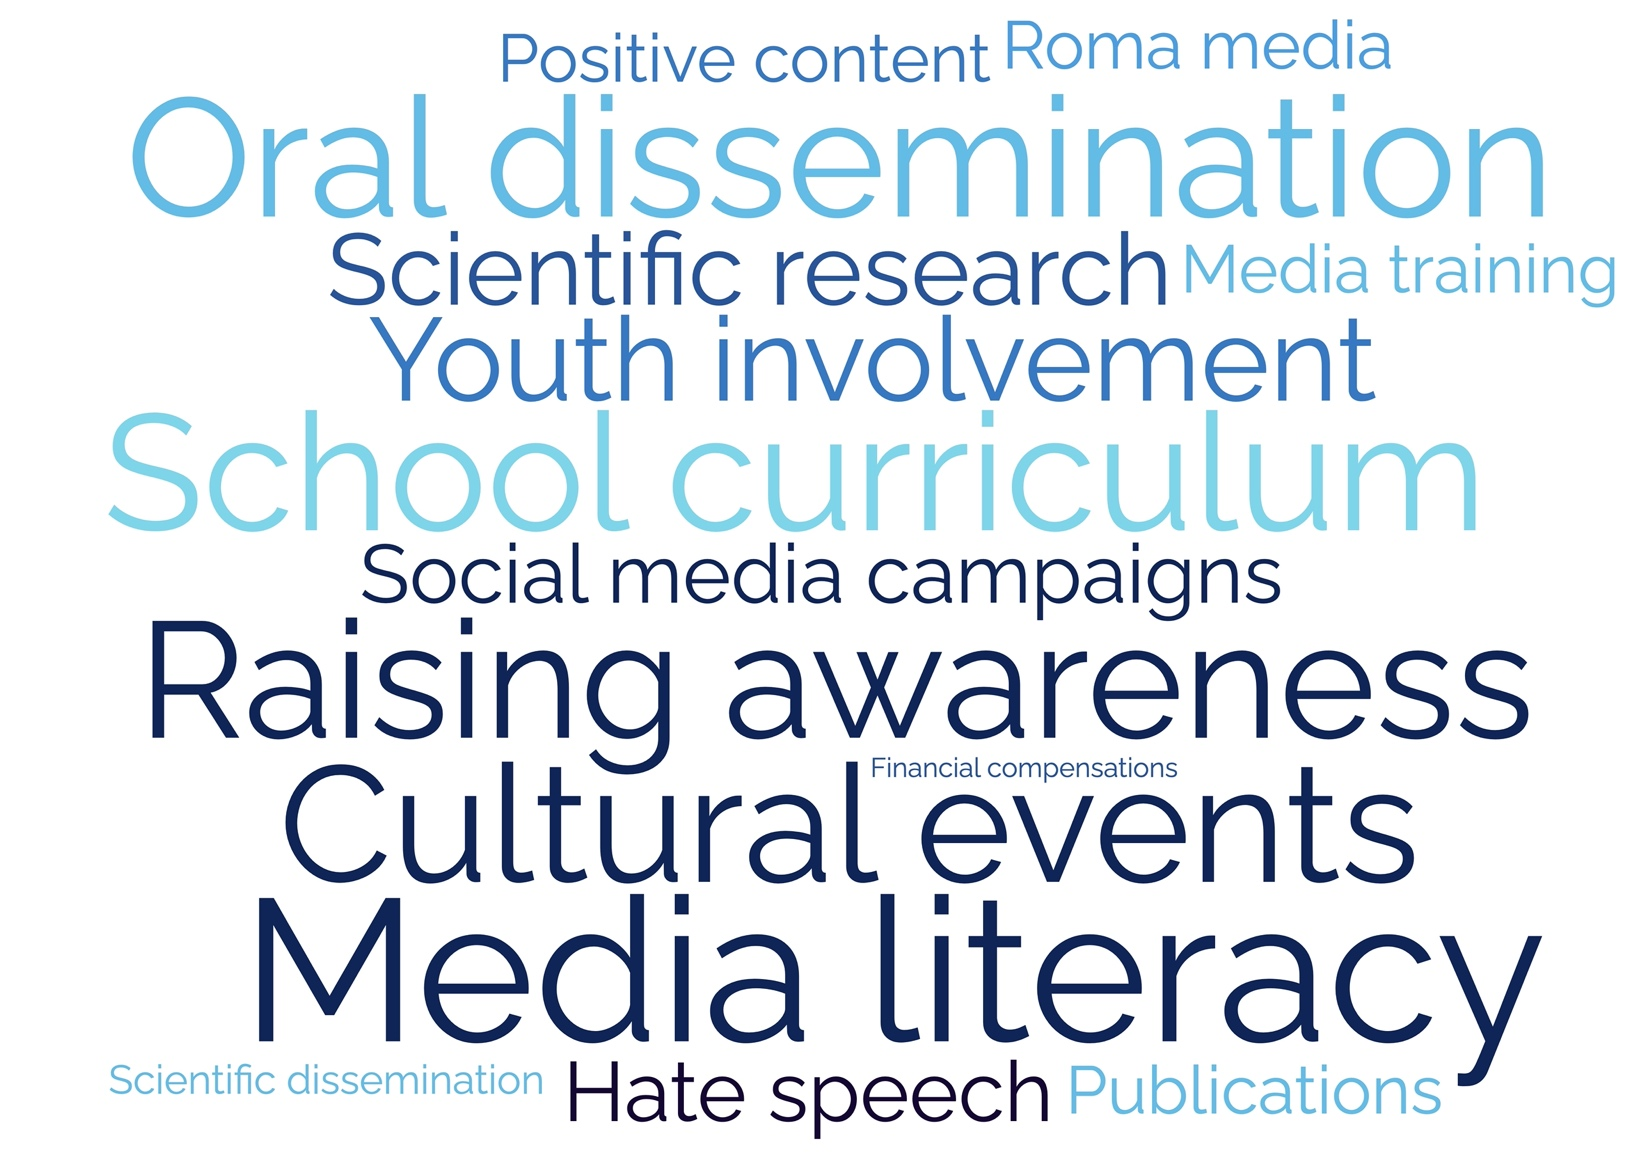 Positive content Roma media
Oral dissemination
Scientific research Media training
Youth involvement
School curriculum
Social media campaigns
Raising awareness
Financial compensations
Cultural events
Media literacy
Scientific dissemination Hate speech Publications